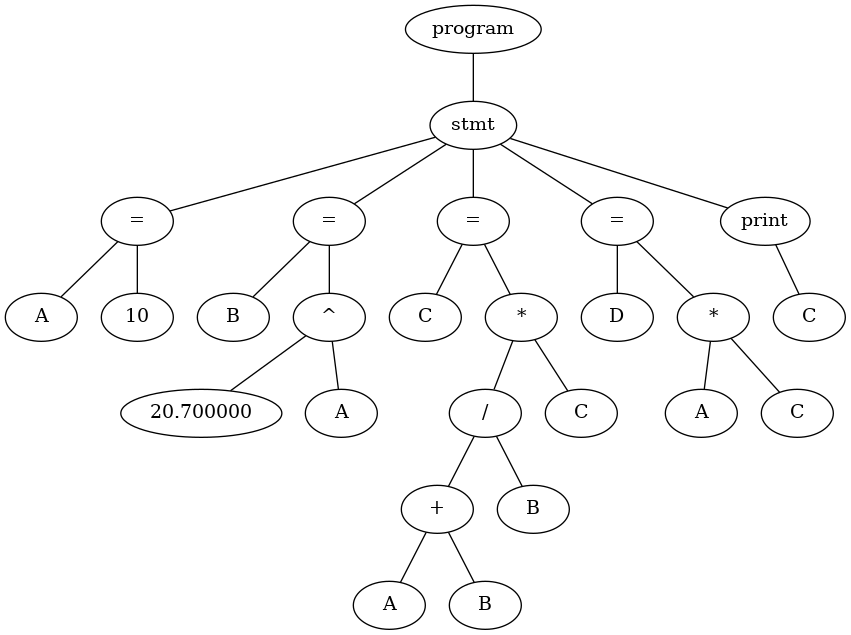 program
stmt
= = = = print
A 10 B ^ C * D * C
20.700000 A / C A C
+ B
A B